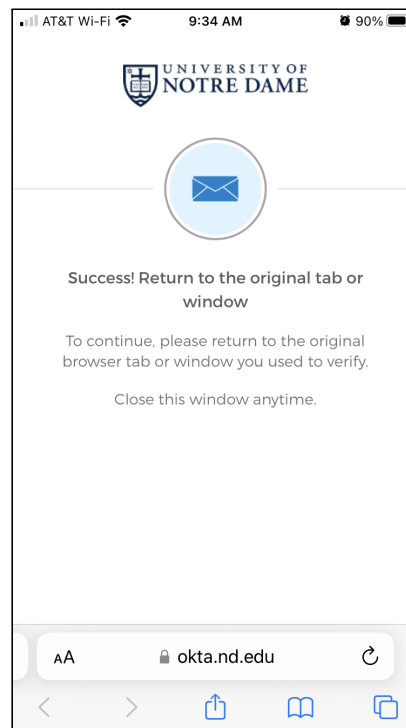 AT&T Wi-Fi 9:34 AM 90%
UNIVERSITY OF
NOTRE DAME
Success! Return to the original tab or
window
To continue, please return to the original
browser tab or window you used to verify.
Close this window anytime.
AA okta.nd.edu